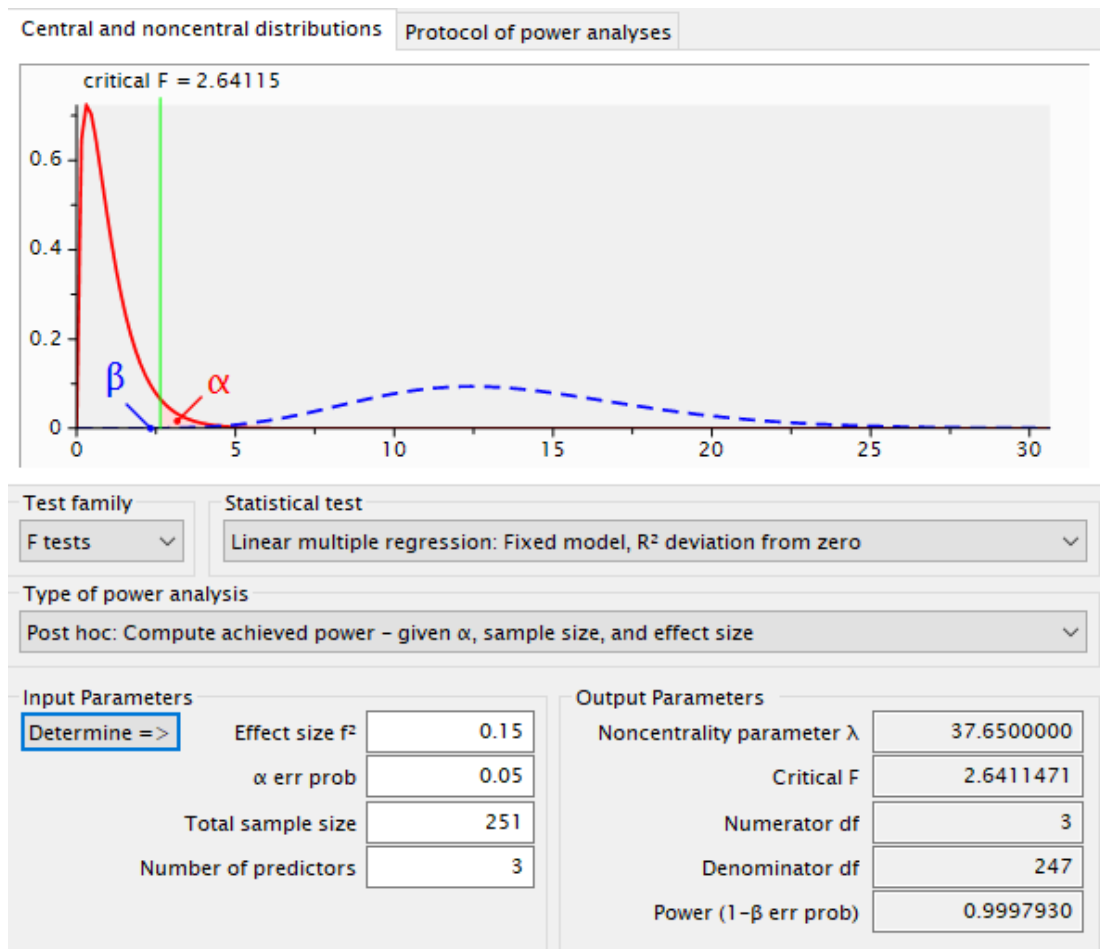 Central and noncentral distributions Protocol of power analyses
critical F = 2.64115
0.6
0.4
0.2
β α
0
0 5 10 15 20 25 30
Test family Statistical test
F tests Linear multiple regression: Fixed model, R² deviation from zero
Type of power analysis
Post hoc: Compute achieved power – given α, sample size, and effect size
Input Parameters Output Parameters
Determine => Effect size f² 0.15 Noncentrality parameter λ 37.6500000
α err prob 0.05 Critical F 2.6411471
Total sample size 251 Numerator df 3
Number of predictors 3 Denominator df 247
Power (1-β err prob) 0.9997930